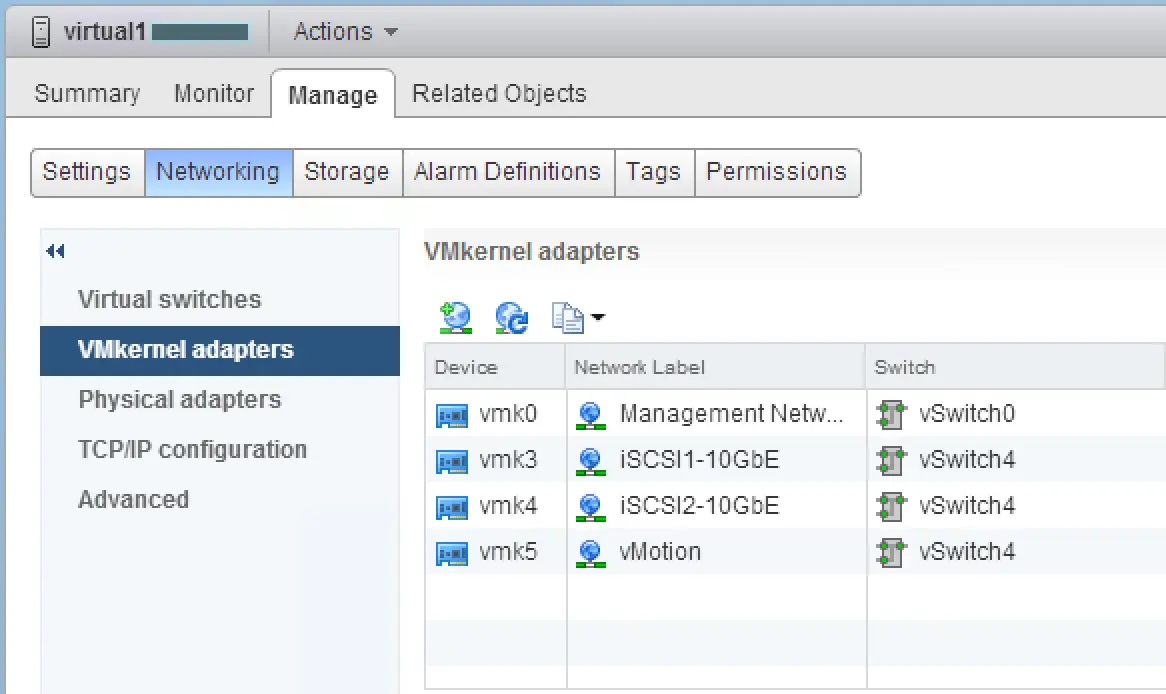 virtual1 Actions
Summary Monitor Manage Related Objects
Settings Networking Storage Alarm Definitions Tags Permissions
Virtual switches
VMkernel adapters
Physical adapters
TCP/IP configuration
Advanced
VMkernel adapters
Device Network Label Switch
vmk0 Management Netw... vSwitch0
vmk3 iSCSI1-10GbE vSwitch4
vmk4 iSCSI2-10GbE vSwitch4
vmk5 vMotion vSwitch4